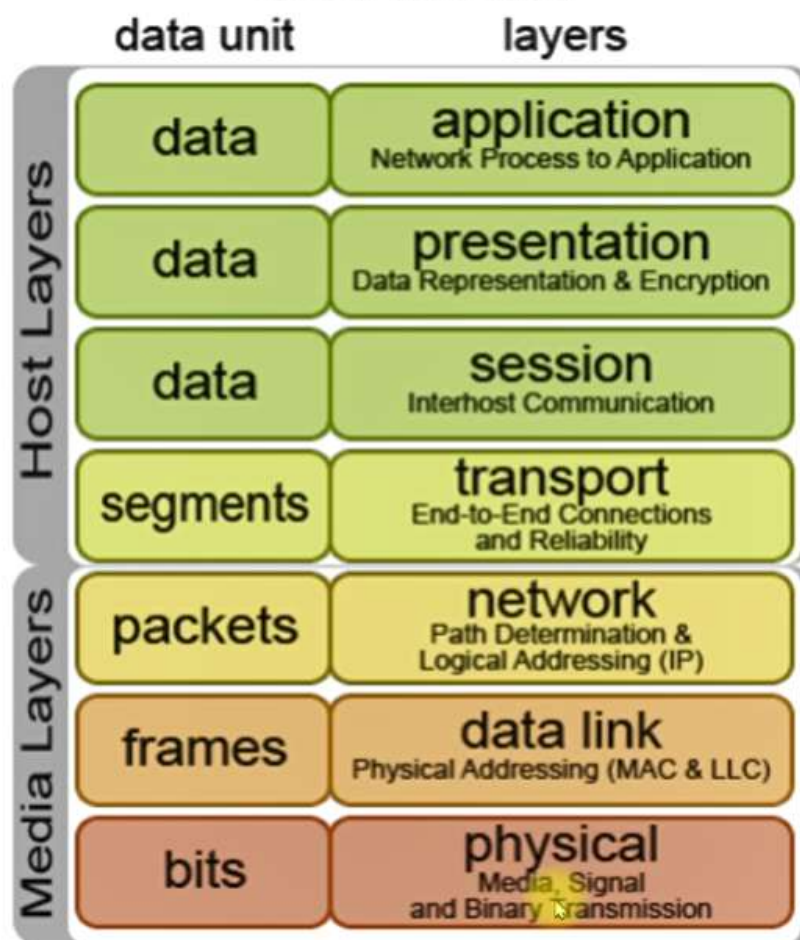 data unit layers
Host Layers
data application
Network Process to Application
data presentation
Data Representation & Encryption
data session
Interhost Communication
segments transport
End-to-End Connections
and Reliability
Media Layers
packets network
Path Determination &
Logical Addressing (IP)
frames data link
Physical Addressing (MAC & LLC)
bits physical
Media, Signal
and Binary Transmission